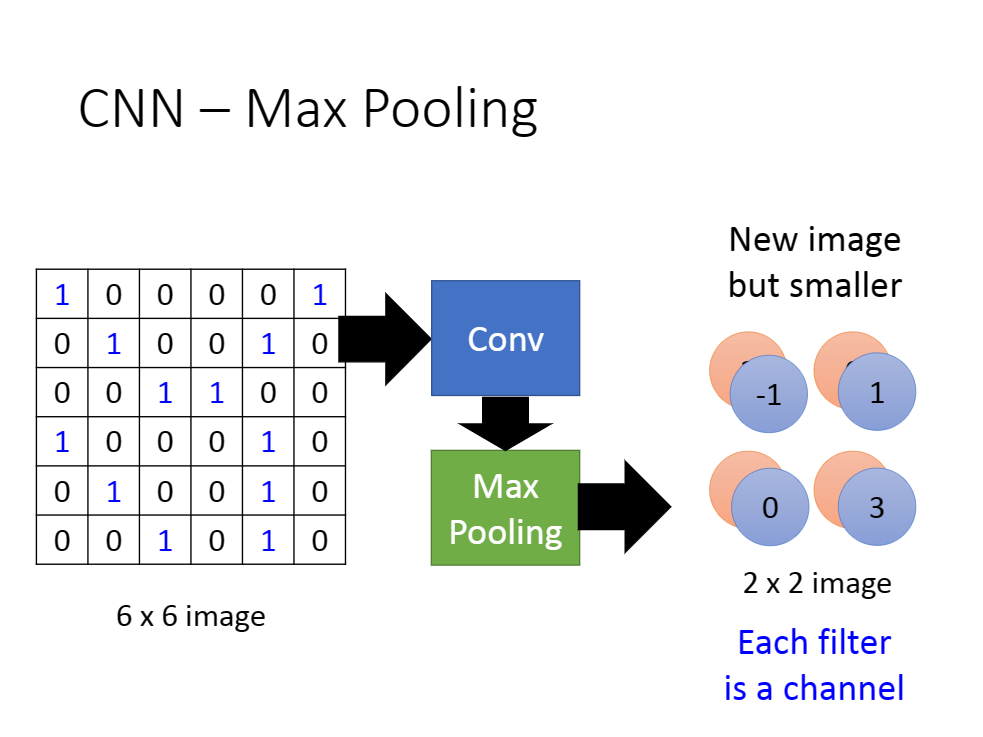 CNN – Max Pooling
1 0 0 0 0 1
0 1 0 0 1 0
0 0 1 1 0 0
1 0 0 0 1 0
0 1 0 0 1 0
0 0 1 0 1 0
6 x 6 image
Conv
Max
Pooling
New image
but smaller
-1 1
0 3
2 x 2 image
Each filter
is a channel